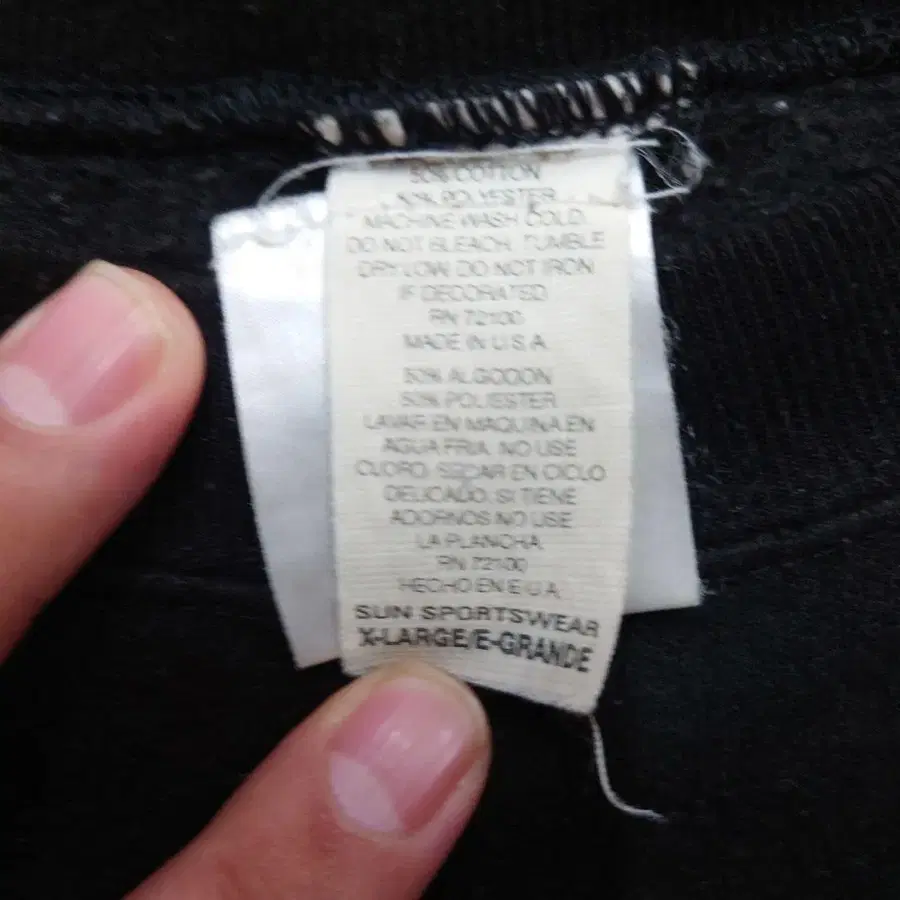 50% COTTON
50% POLYESTER
MACHINE WASH COLD.
DO NOT BLEACH. TUMBLE
DRY LOW. DO NOT IRON
IF DECORATED
RN 72100
MADE IN U.S.A.
50% ALGODON
50% POLIESTER
LAVAR EN MAQUINA EN
AGUA FRIA. NO USE
CLORO. SECAR EN CICLO
DELICADO. SI TIENE
ADORNOS NO USE
LA PLANCHA.
RN 72100
HECHO EN E.U.A.
SUN SPORTSWEAR
X-LARGE/E-GRANDE